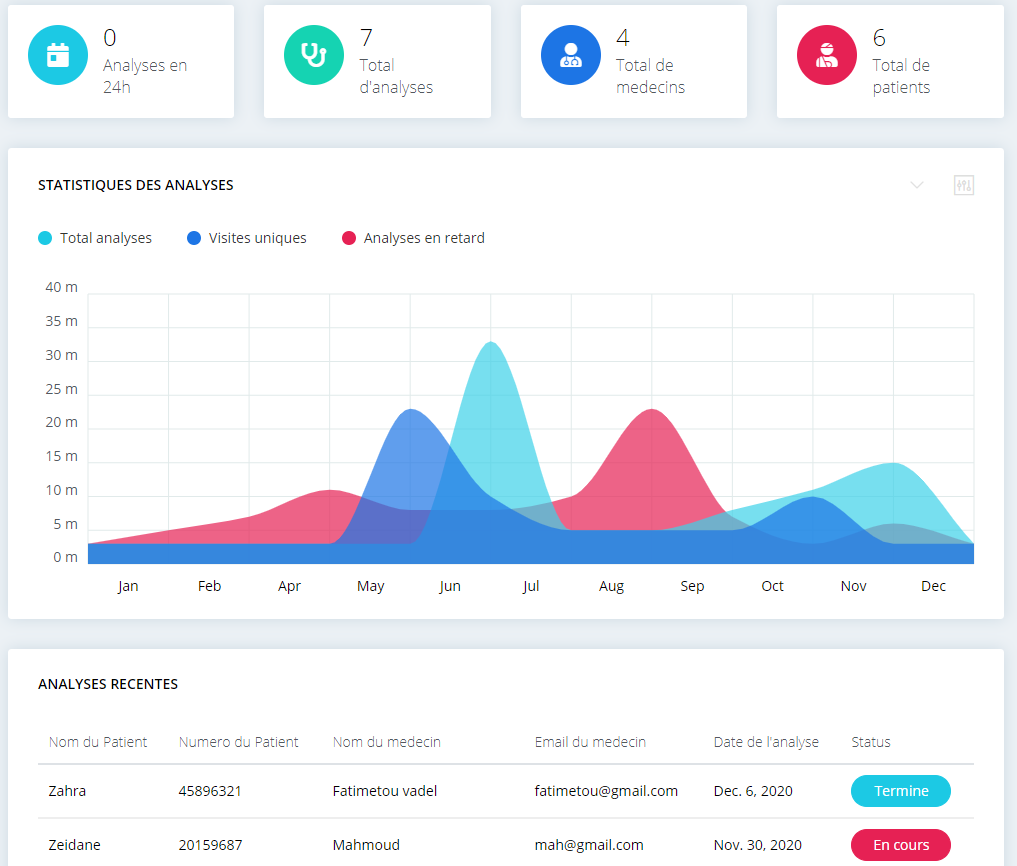 0
Analyses en
24h
7
Total
d'analyses
4
Total de
medecins
6
Total de
patients
STATISTIQUES DES ANALYSES
Total analyses Visites uniques Analyses en retard
40 m
35 m
30 m
25 m
20 m
15 m
10 m
5 m
0 m
Jan Feb Apr May Jun Jul Aug Sep Oct Nov Dec
ANALYSES RECENTES
Nom du Patient Numero du Patient Nom du medecin Email du medecin Date de l'analyse Status
Zahra 45896321 Fatimetou vadel fatimetou@gmail.com Dec. 6, 2020 Termine
Zeidane 20159687 Mahmoud mah@gmail.com Nov. 30, 2020 En cours